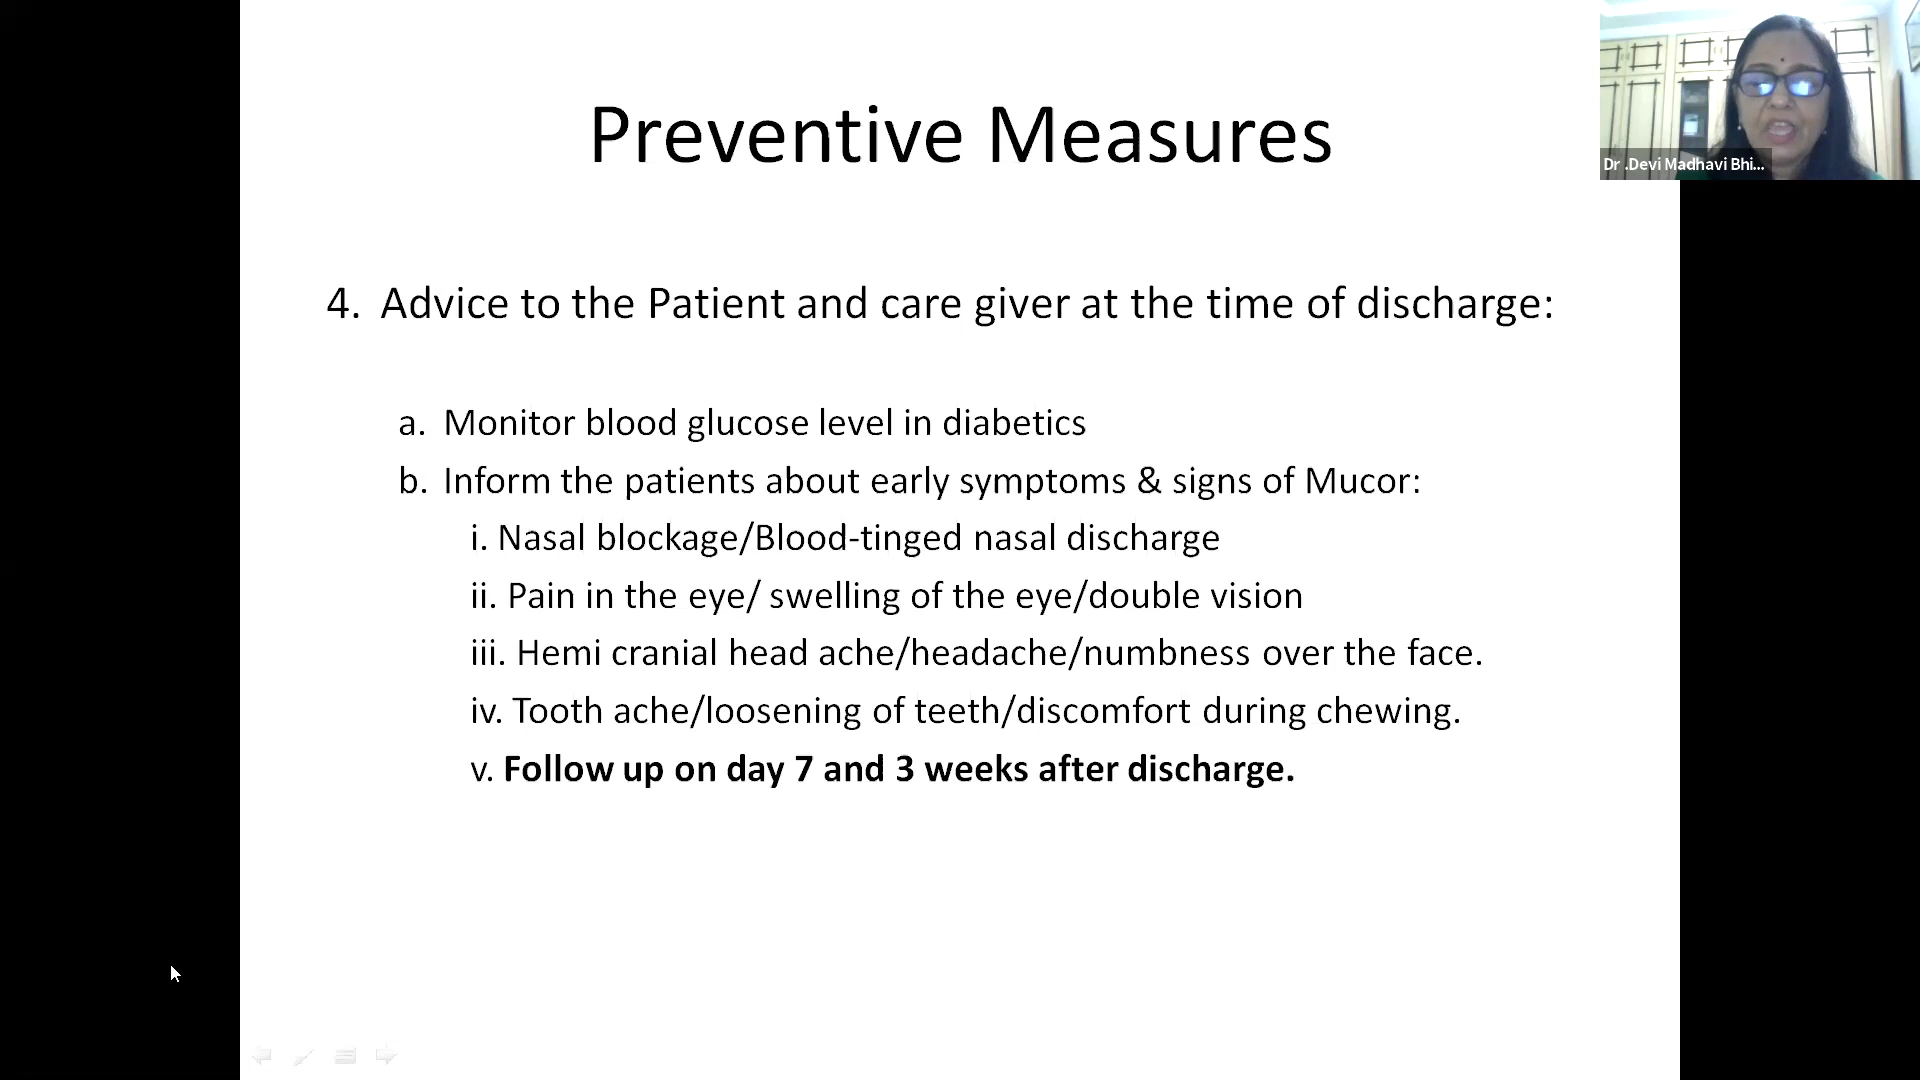 Preventive Measures
Dr .Devi Madhavi Bhi...
4. Advice to the Patient and care giver at the time of discharge:
a. Monitor blood glucose level in diabetics
b. Inform the patients about early symptoms & signs of Mucor:
i. Nasal blockage/Blood-tinged nasal discharge
ii. Pain in the eye/ swelling of the eye/double vision
iii. Hemi cranial head ache/headache/numbness over the face.
iv. Tooth ache/loosening of teeth/discomfort during chewing.
v. Follow up on day 7 and 3 weeks after discharge.